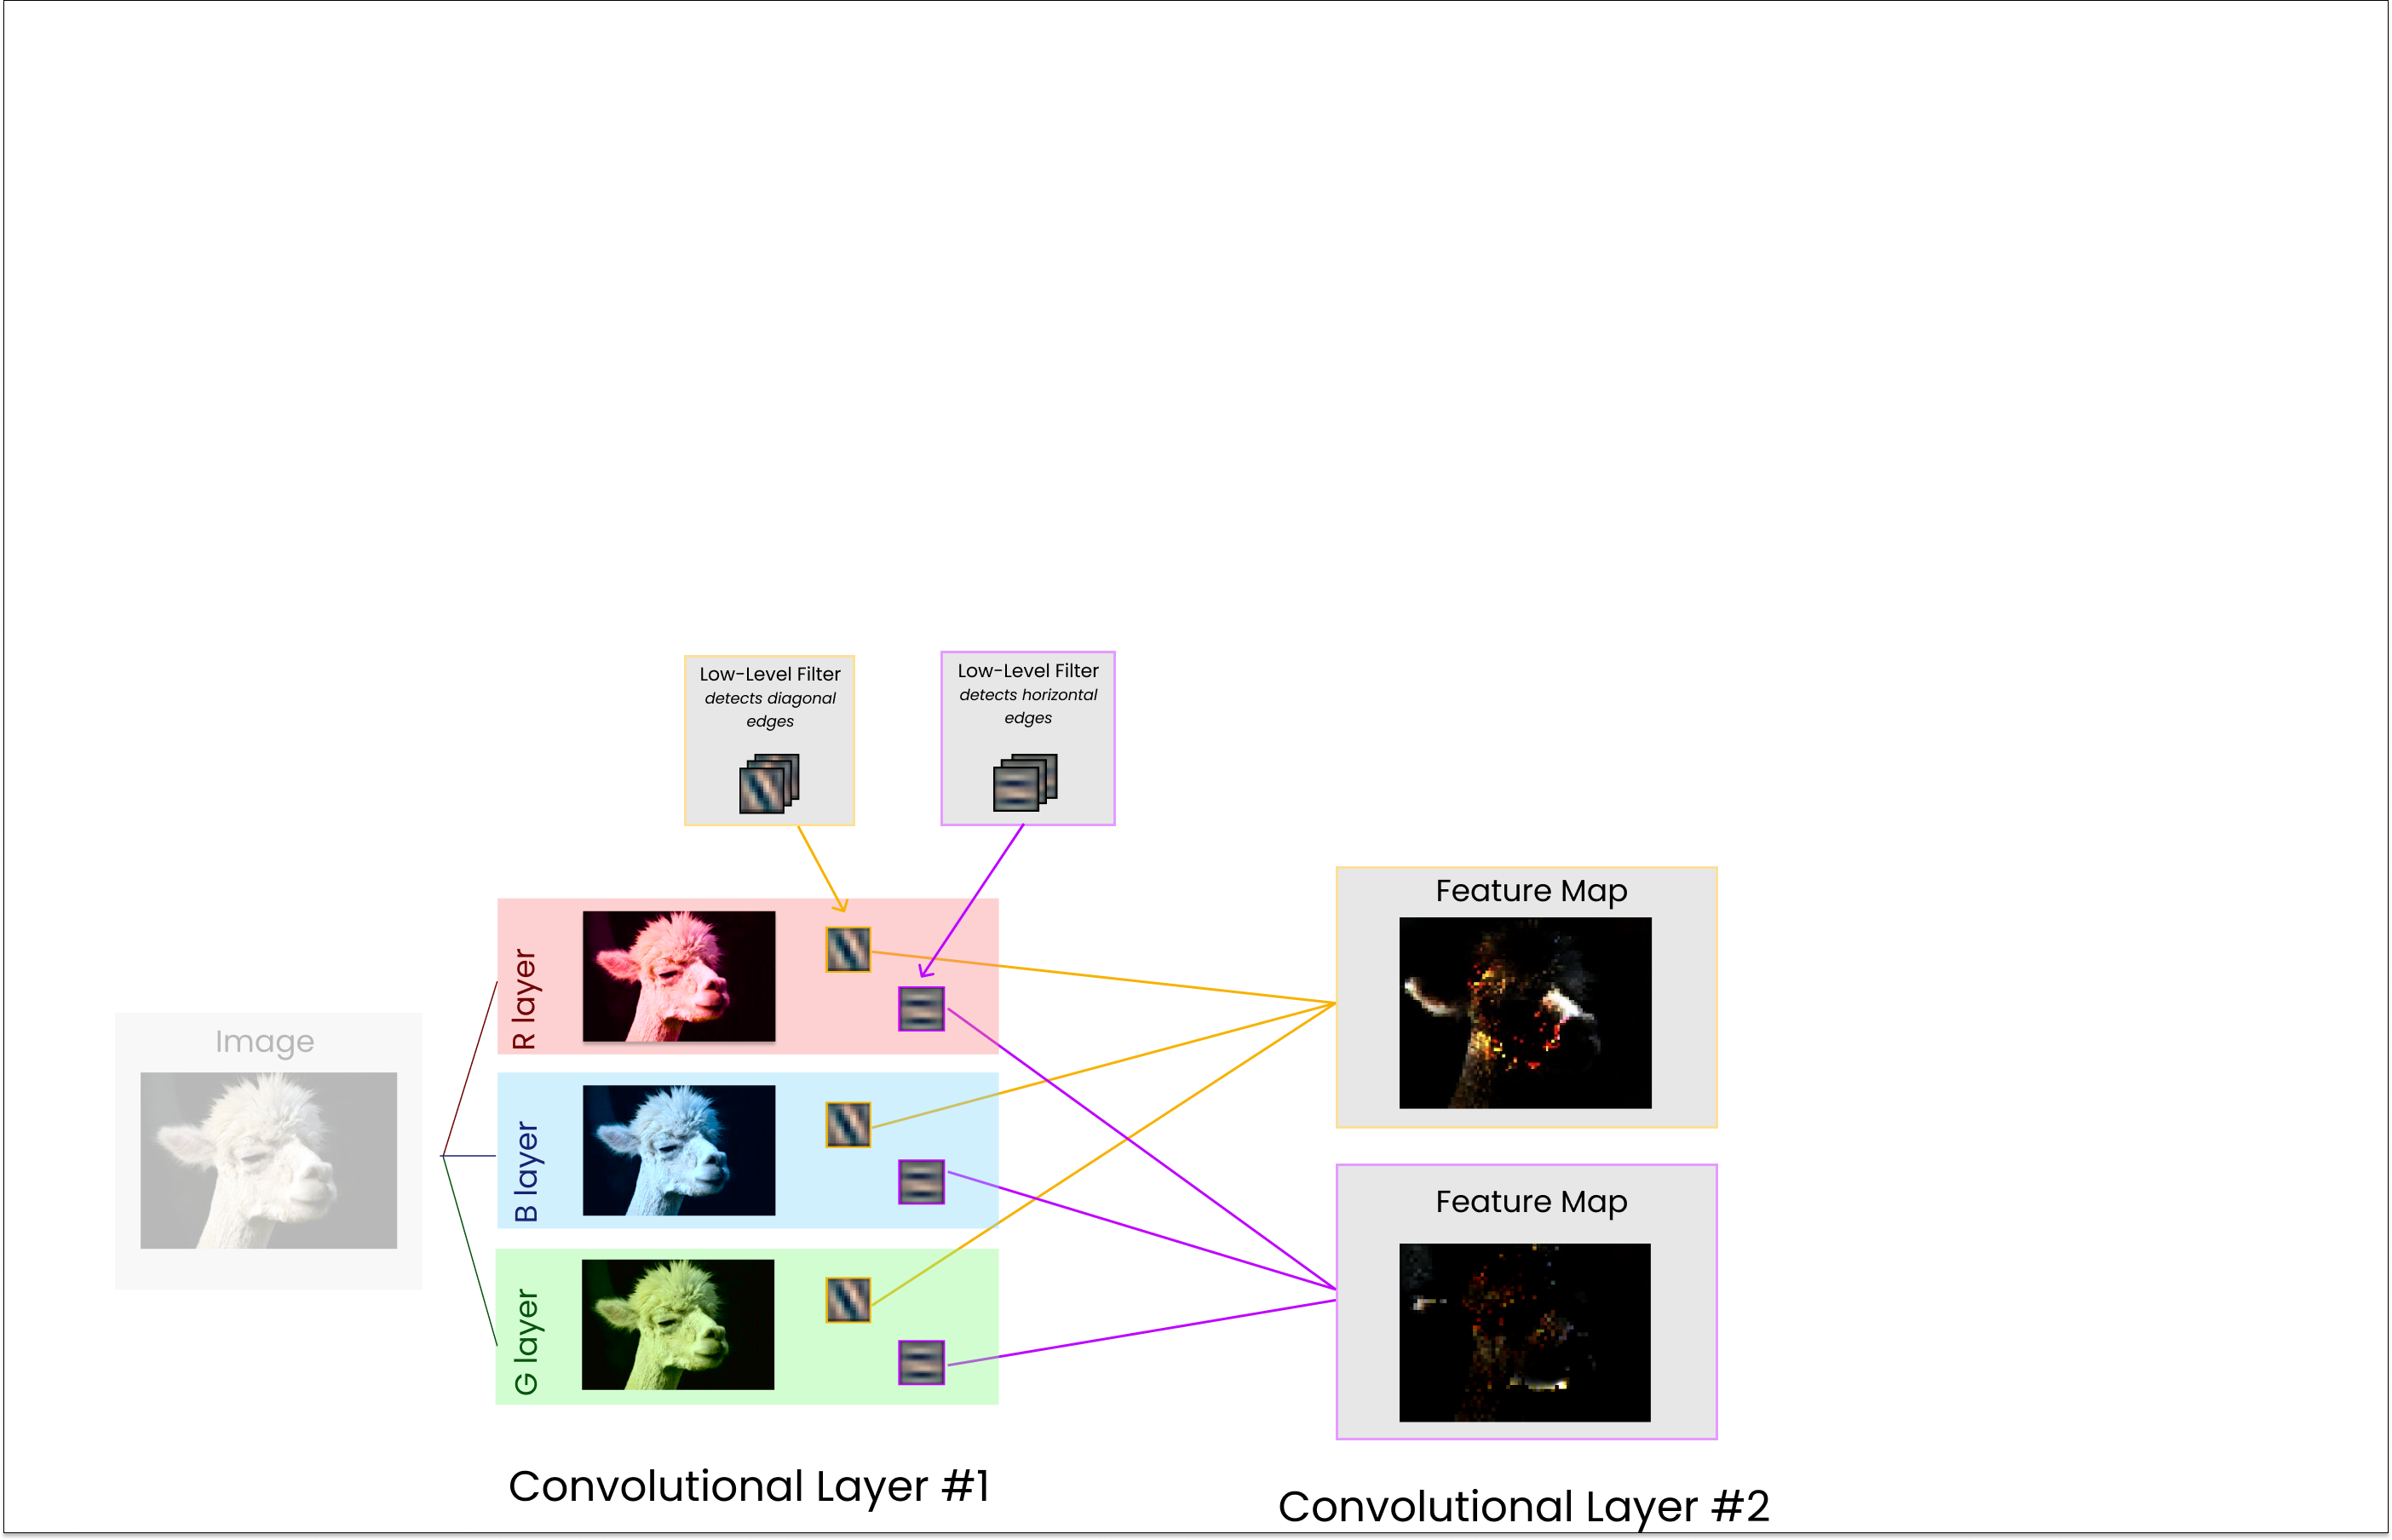 Low-Level Filter
detects diagonal
edges
Low-Level Filter
detects horizontal
edges
Image
R layer
B layer
G layer
Feature Map
Feature Map
Convolutional Layer #1
Convolutional Layer #2